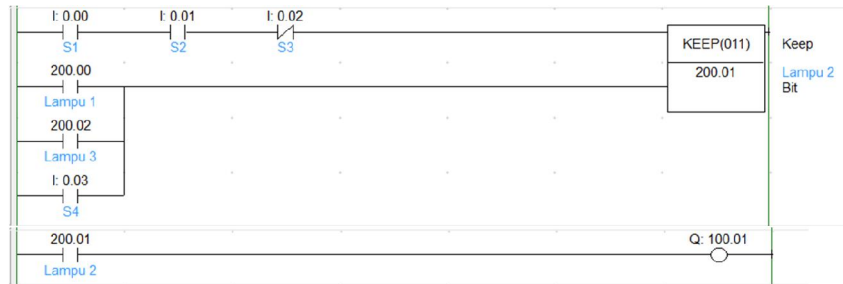 I: 0.00 I: 0.01 I: 0.02
S1 S2 S3
KEEP(011) Keep
200.01 Lampu 2
Bit
200.00
Lampu 1
200.02
Lampu 3
I: 0.03
S4
200.01 Q: 100.01
Lampu 2